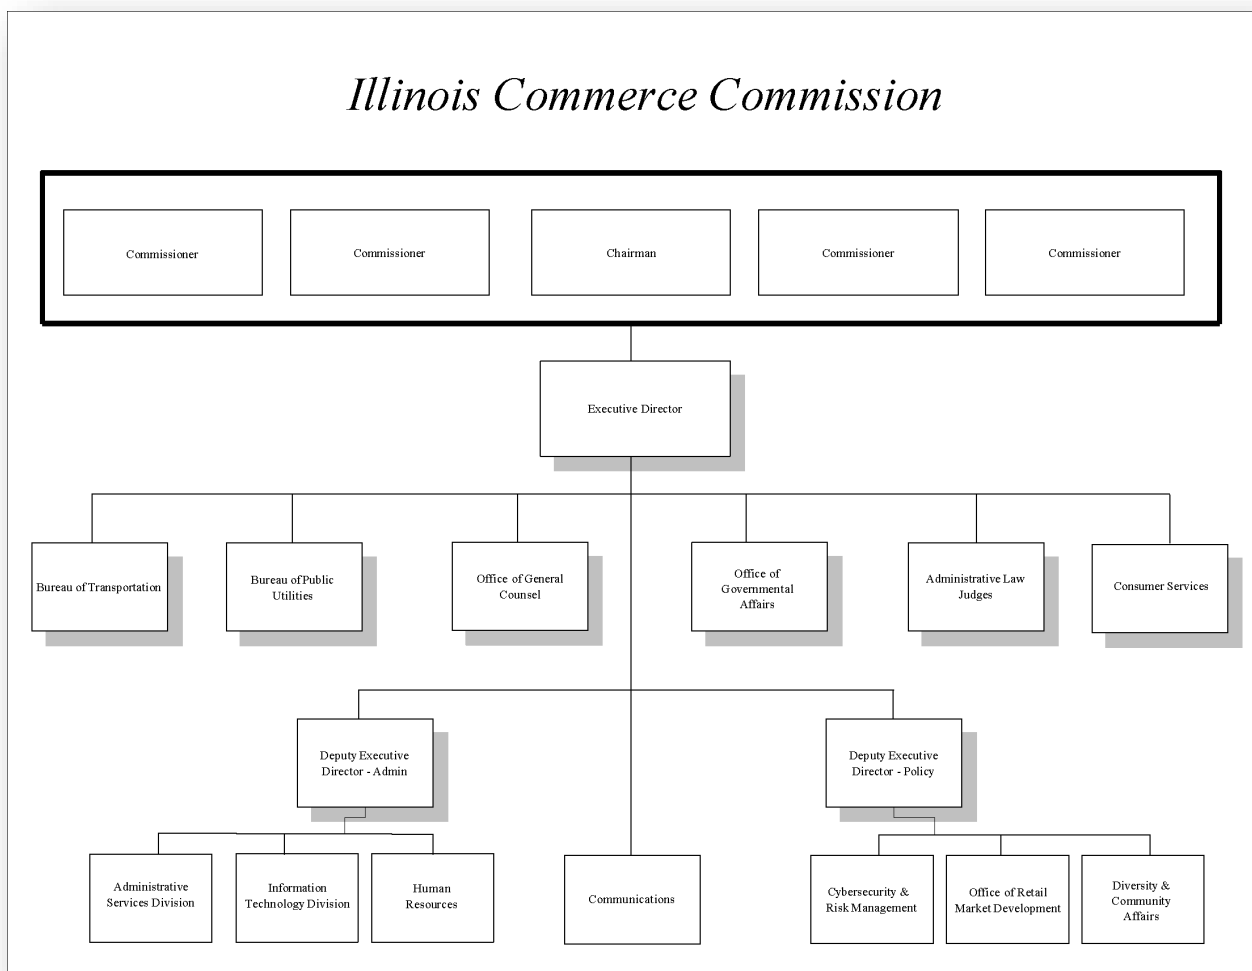 Illinois Commerce Commission
Commissioner
Commissioner
Chairman
Commissioner
Commissioner
Executive Director
Bureau of Transportation
Bureau of Public
Utilities
Office of General
Counsel
Office of
Governmental
Affairs
Administrative Law
Judges
Consumer Services
Deputy Executive
Director - Admin
Deputy Executive
Director - Policy
Administrative
Services Division
Information
Technology Division
Human
Resources
Communications
Cybersecurity &
Risk Management
Office of Retail
Market Development
Diversity &
Community
Affairs